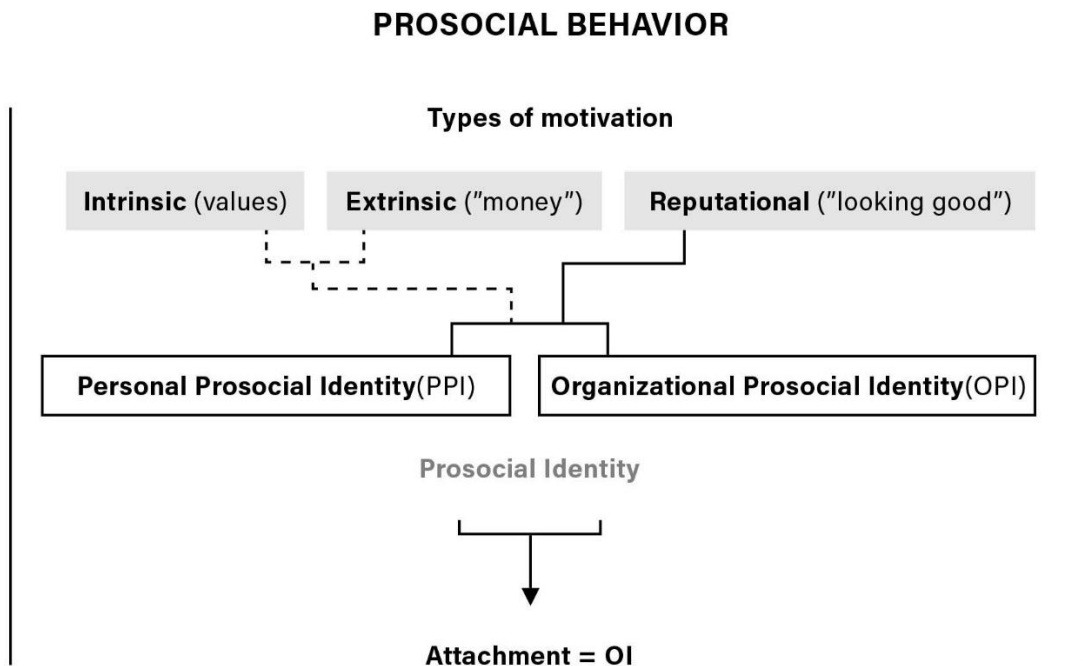 PROSOCIAL BEHAVIOR
Types of motivation
Intrinsic (values)
Extrinsic ("money")
Reputational ("looking good")
Personal Prosocial Identity(PPI)
Organizational Prosocial Identity(OPI)
Prosocial Identity
Attachment = OI